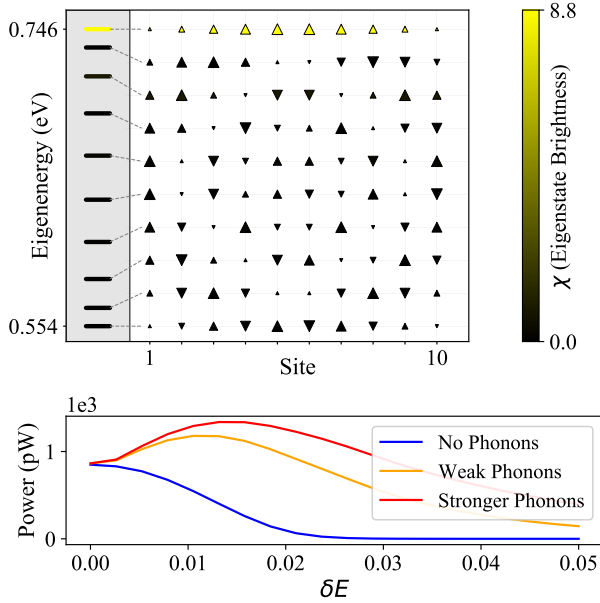 0.746
0.554
Eigenenergy (eV)
1
10
Site
8.8
0.0
χ (Eigenstate Brightness)
1e3
1
0
Power (pW)
No Phonons
Weak Phonons
Stronger Phonons
0.00
0.01
0.02
0.03
0.04
0.05
δE